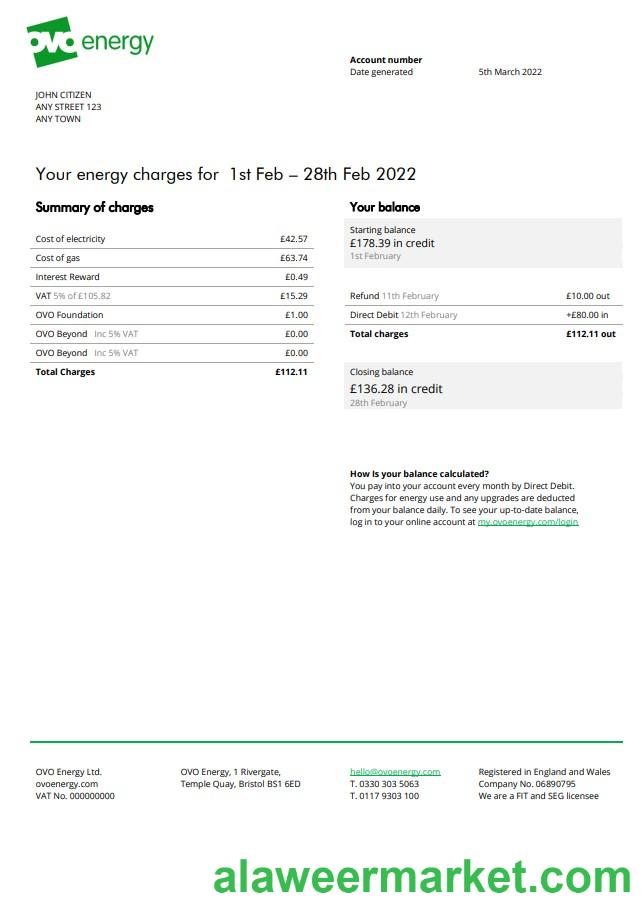 ovo energy
Account number
Date generated 5th March 2022
JOHN CITIZEN
ANY STREET 123
ANY TOWN
Your energy charges for 1st Feb – 28th Feb 2022
Summary of charges
Cost of electricity £42.57
Cost of gas £63.74
Interest Reward £0.49
VAT 5% of £105.82 £15.29
OVO Foundation £1.00
OVO Beyond Inc 5% VAT £0.00
OVO Beyond Inc 5% VAT £0.00
Total Charges £112.11
Your balance
Starting balance
£178.39 in credit
1st February
Refund 11th February £10.00 out
Direct Debit 12th February +£80.00 in
Total charges £112.11 out
Closing balance
£136.28 in credit
28th February
How Is your balance calculated?
You pay into your account every month by Direct Debit.
Charges for energy use and any upgrades are deducted
from your balance daily. To see your up-to-date balance,
log in to your online account at my.ovoenergy.com/login
OVO Energy Ltd.
ovoenergy.com
VAT No. 000000000
OVO Energy, 1 Rivergate,
Temple Quay, Bristol BS1 6ED
hello@ovoenergy.com
T. 0330 303 5063
T. 0117 9303 100
Registered in England and Wales
Company No. 06890795
We are a FIT and SEG licensee
alaweermarket.com